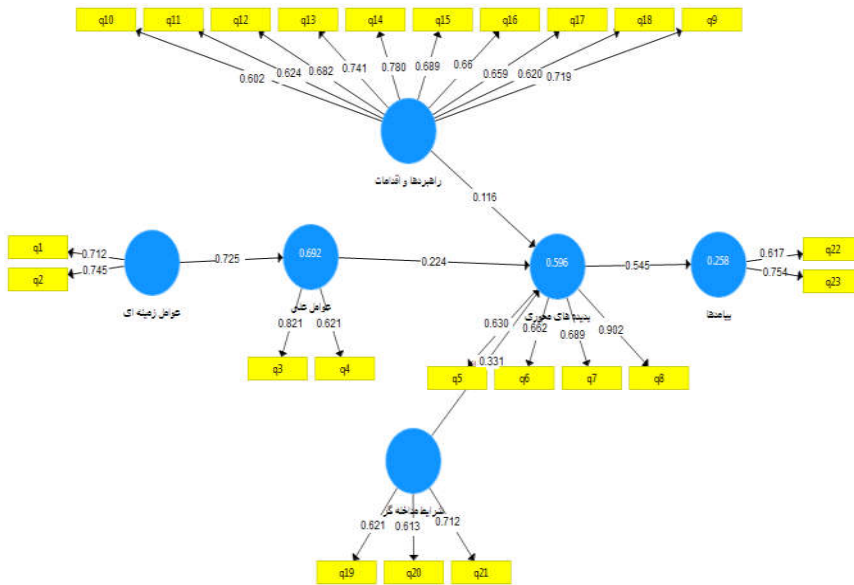 q10 q11 q12 q13 q14 q15 q16 q17 q18 q9
0.602 0.624 0.682 0.741 0.780 0.689 0.66 0.659 0.620 0.719
راهبردها و اقدامات
0.116
q1 0.712 0.725 0.692 0.224 0.596 0.545 0.258 0.617 q22
q2 0.745 0.754 q23
عوامل زمینه ای
عوامل علی
پدیده های محوری
پیامدها
0.821 0.621 0.630 0.662 0.689 0.902
0.331
q3 q4 q5 q6 q7 q8
شرایط مداخله گر
0.621 0.613 0.712
q19 q20 q21